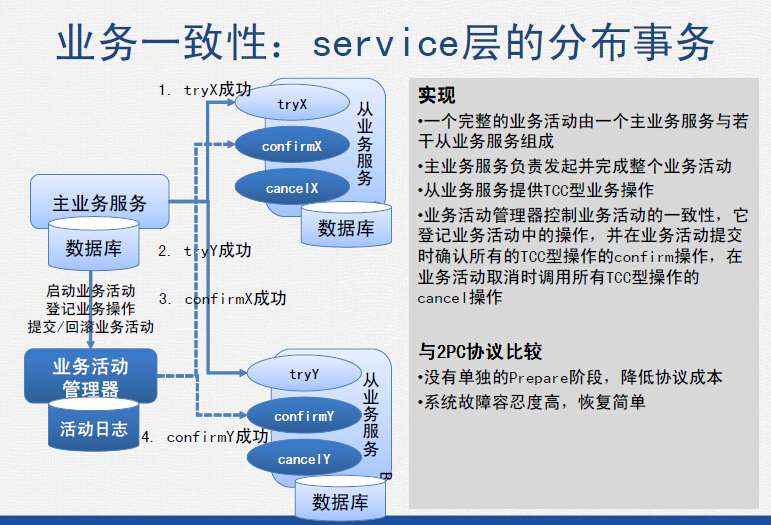 业务一致性：service层的分布事务
1. tryX成功
tryX
confirmX
cancelX
从业务服务
数据库
主业务服务
数据库
2. tryY成功
3. confirmX成功
启动业务活动
登记业务操作
提交/回滚业务活动
业务活动
管理器
活动日志
4. confirmY成功
tryY
confirmY
cancelY
从业务服务
B
数据库
实现
•一个完整的业务活动由一个主业务服务与若
干从业务服务组成
•主业务服务负责发起并完成整个业务活动
•从业务服务提供TCC型业务操作
•业务活动管理器控制业务活动的一致性，它
登记业务活动中的操作，并在业务活动提交
时确认所有的TCC型操作的confirm操作，在
业务活动取消时调用所有TCC型操作的
cancel操作
与2PC协议比较
•没有单独的Prepare阶段，降低协议成本
•系统故障容忍度高，恢复简单